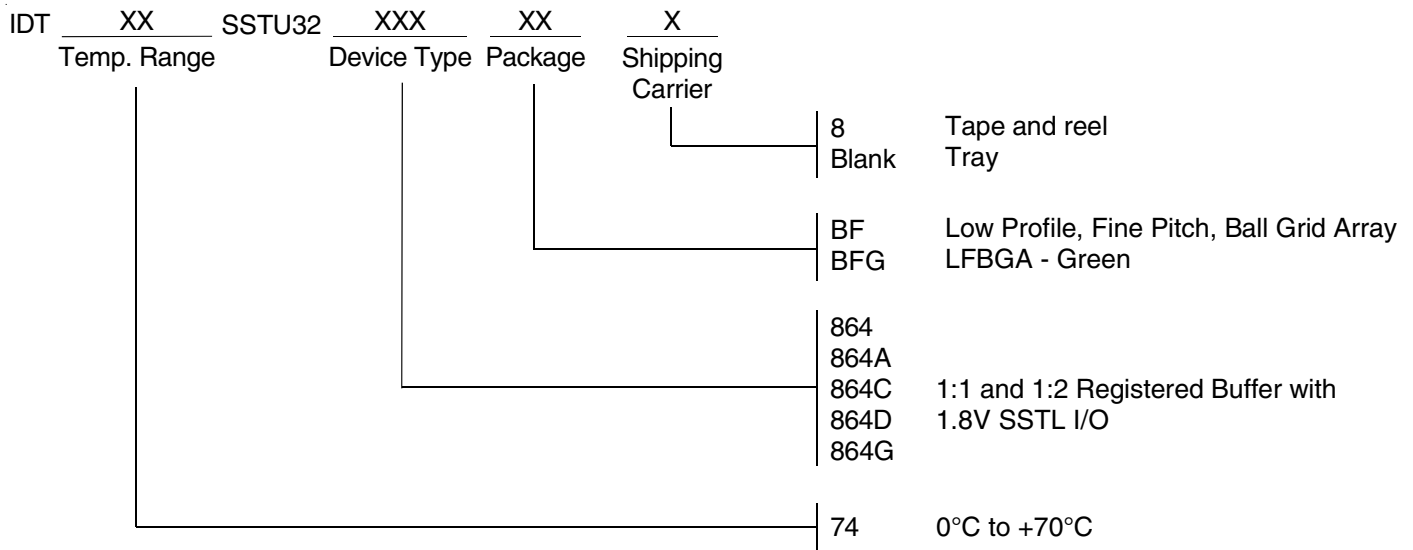 IDT XX SSTU32 XXX XX X
Temp. Range Device Type Package Shipping
Carrier
8 Tape and reel
Blank Tray
BF Low Profile, Fine Pitch, Ball Grid Array
BFG LFBGA - Green
864
864A
864C 1:1 and 1:2 Registered Buffer with
864D 1.8V SSTL I/O
864G
74 0°C to +70°C